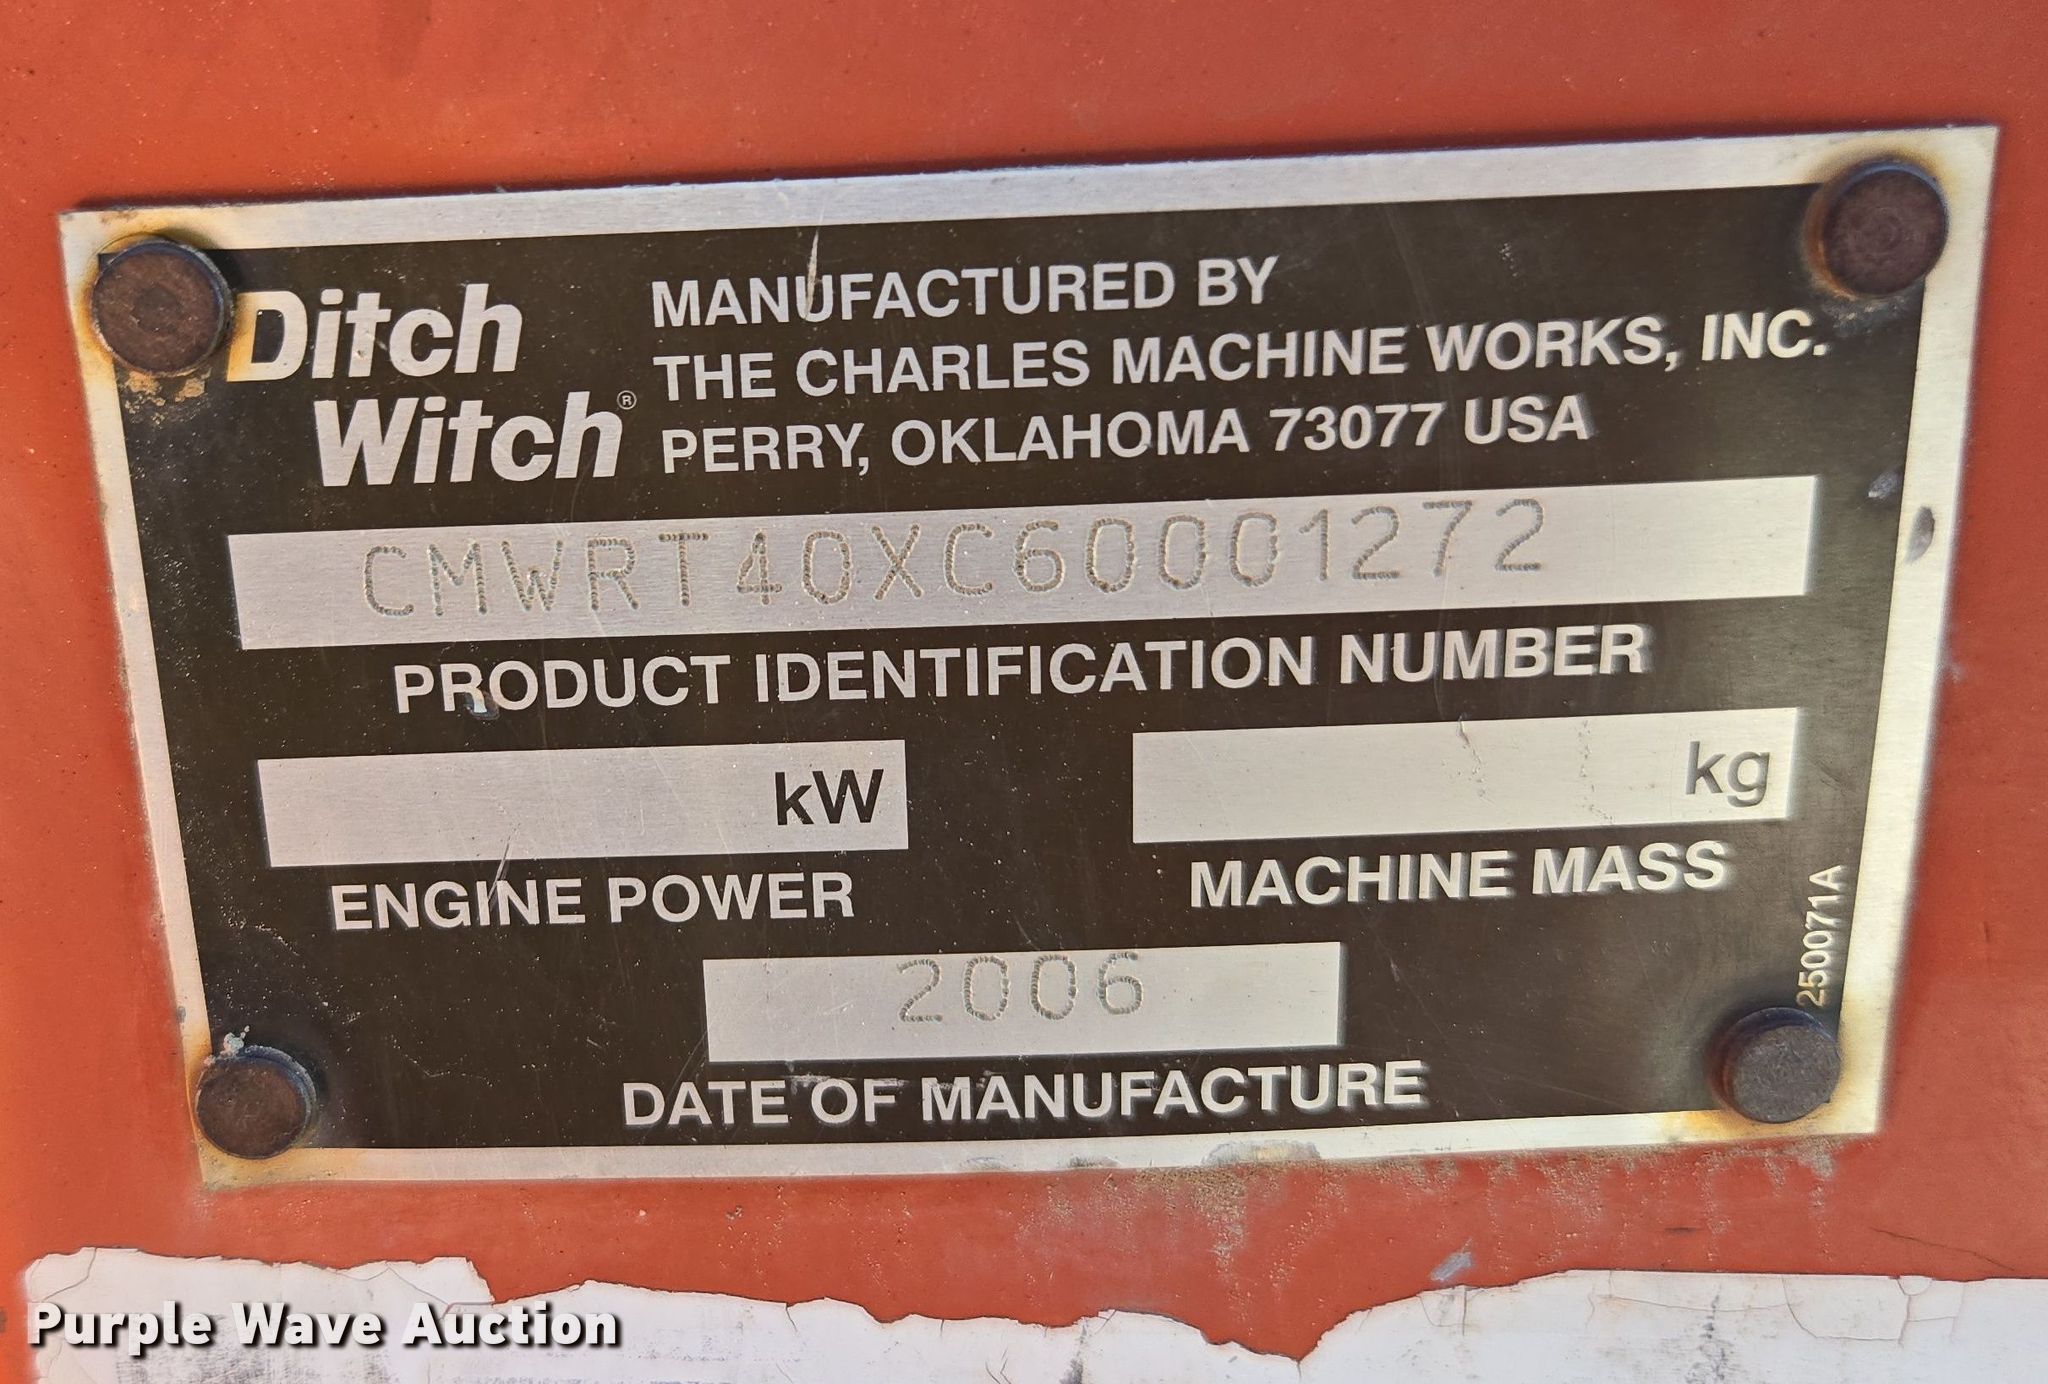 Ditch
Witch®
MANUFACTURED BY
THE CHARLES MACHINE WORKS, INC.
PERRY, OKLAHOMA 73077 USA
CMWRT40XC60001272
PRODUCT IDENTIFICATION NUMBER
kW
kg
ENGINE POWER
MACHINE MASS
2006
DATE OF MANUFACTURE
250071A
Purple Wave Auction